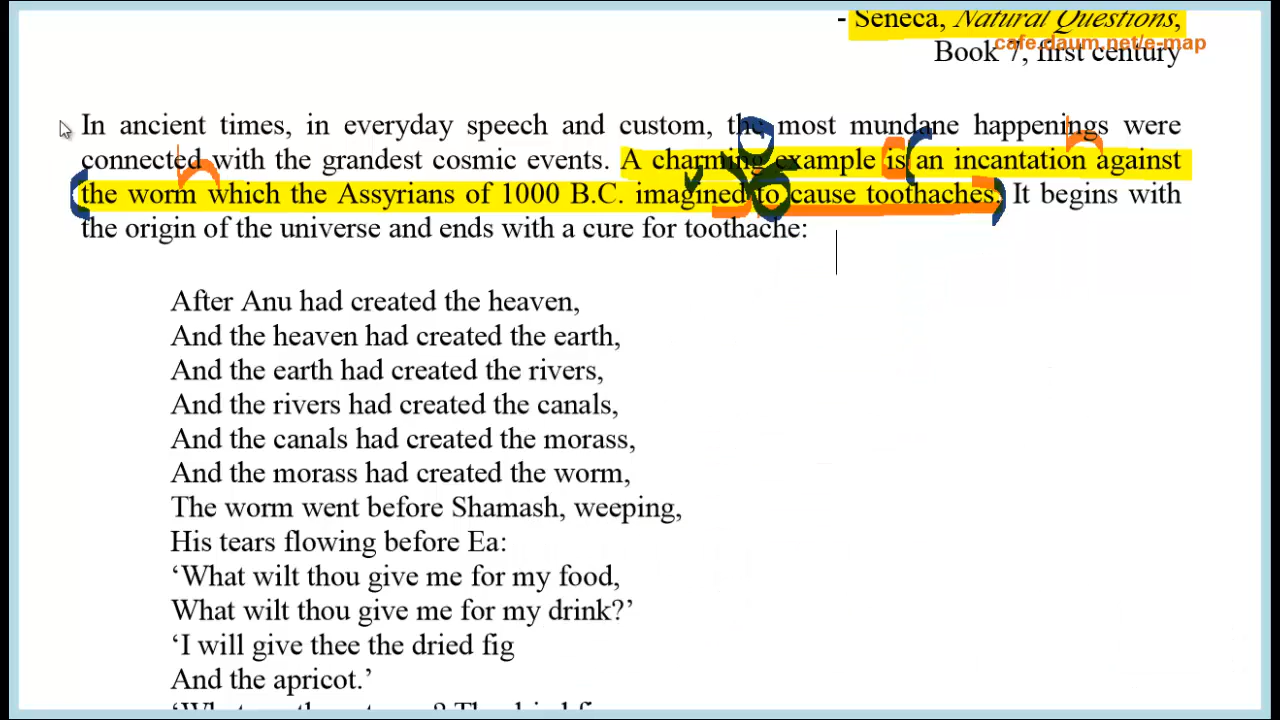 - Seneca, Natural Questions,
cafe.daum.net/e-map
Book 7, first century
In ancient times, in everyday speech and custom, the most mundane happenings were
connected with the grandest cosmic events. A charming example is an incantation against
the worm which the Assyrians of 1000 B.C. imagined to cause toothaches. It begins with
the origin of the universe and ends with a cure for toothache:
After Anu had created the heaven,
And the heaven had created the earth,
And the earth had created the rivers,
And the rivers had created the canals,
And the canals had created the morass,
And the morass had created the worm,
The worm went before Shamash, weeping,
His tears flowing before Ea:
‘What wilt thou give me for my food,
What wilt thou give me for my drink?’
‘I will give thee the dried fig
And the apricot.’